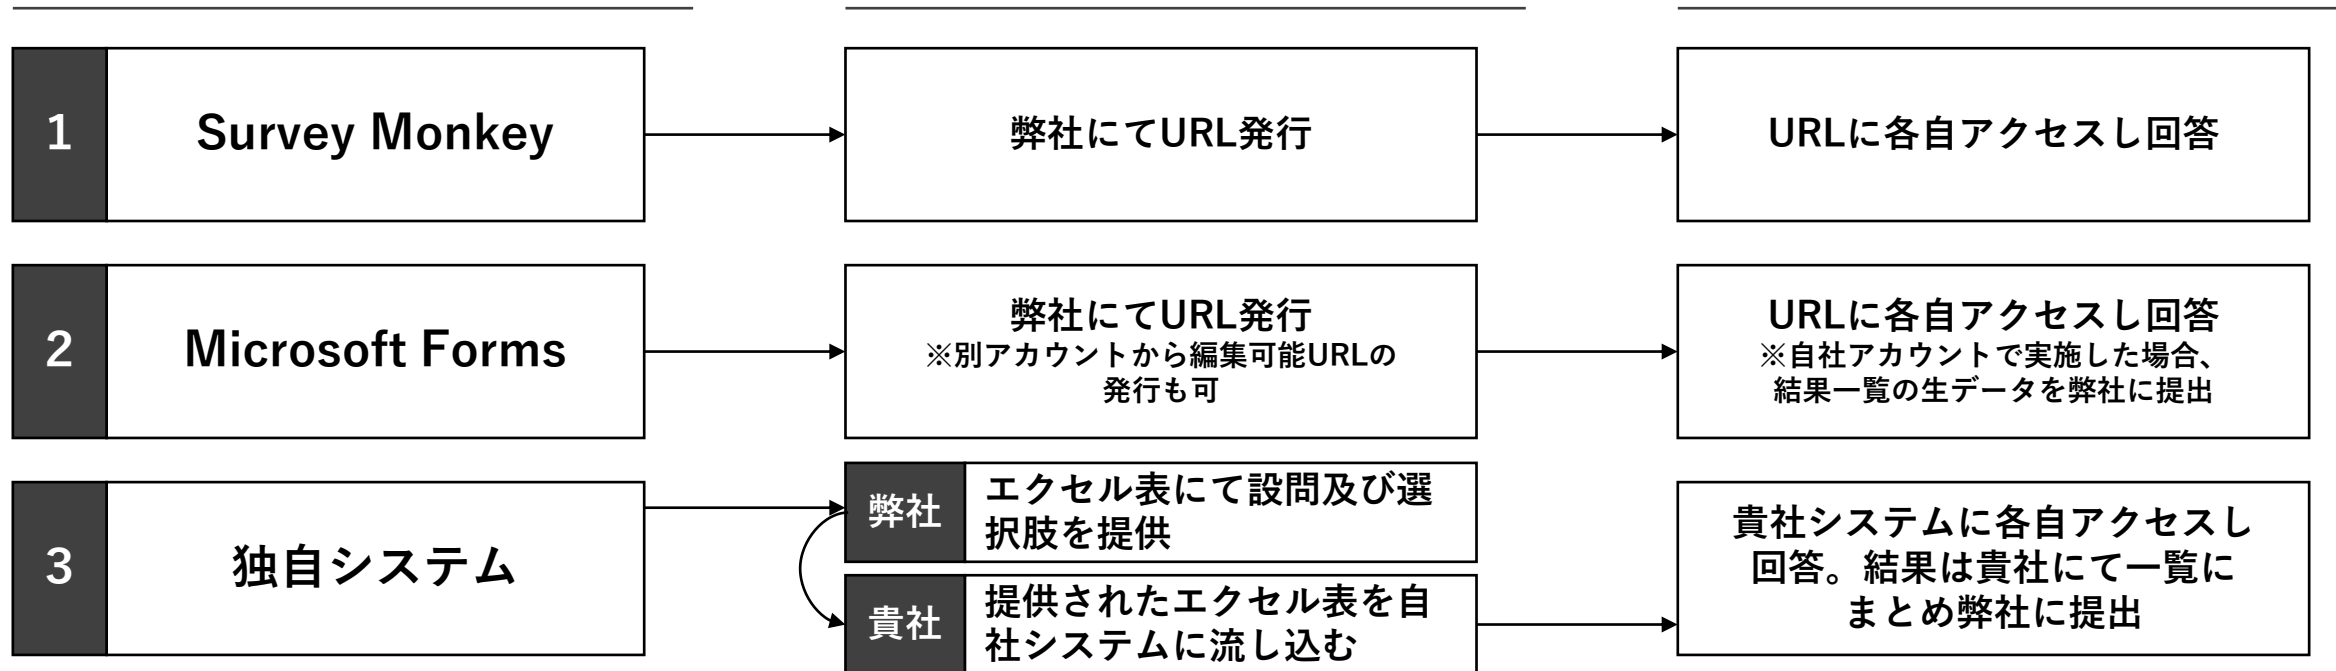 1
Survey Monkey
弊社にてURL発行
URLに各自アクセスし回答
2
Microsoft Forms
弊社にてURL発行
※別アカウントから編集可能URLの
発行も可
URLに各自アクセスし回答
※自社アカウントで実施した場合、
結果一覧の生データを弊社に提出
3
独自システム
弊社
エクセル表にて設問及び選
択肢を提供
貴社
提供されたエクセル表を自
社システムに流し込む
貴社システムに各自アクセスし
回答。結果は貴社にて一覧に
まとめ弊社に提出